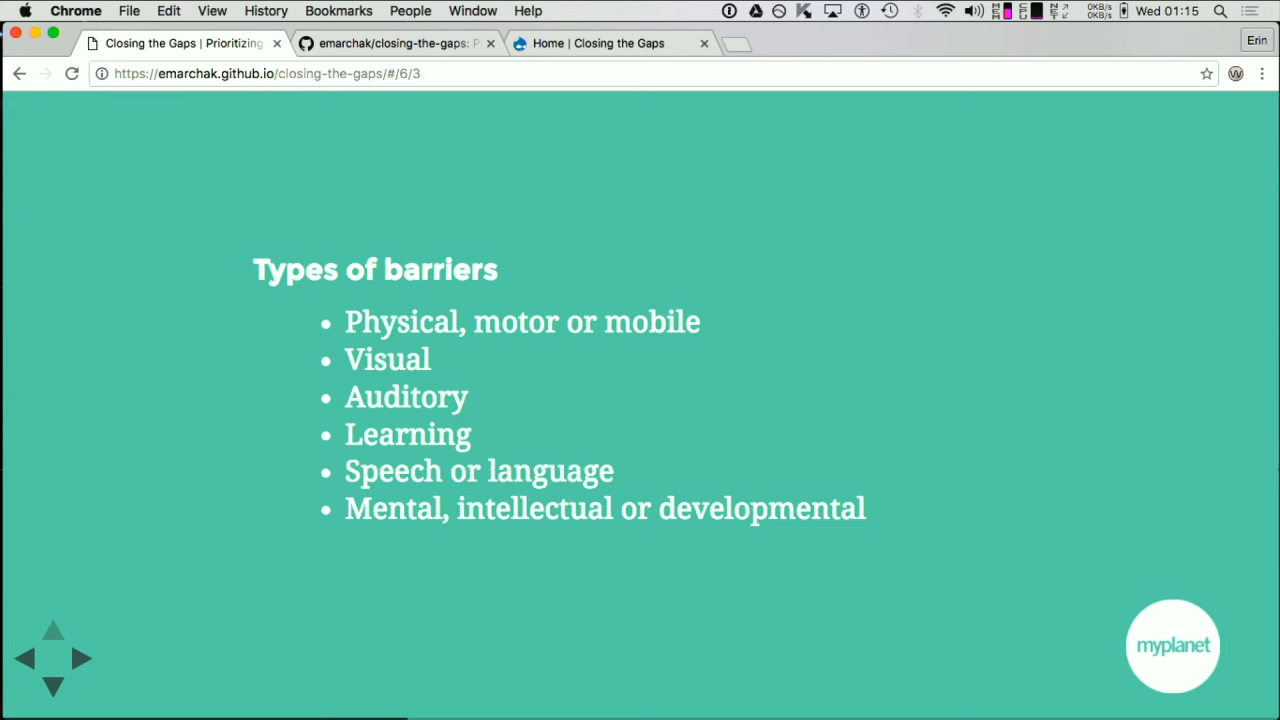 Chrome File Edit View History Bookmarks People Window Help 0KB/s 0KB/s Wed 01:15
Closing the Gaps | Prioritizing emarchak/closing-the-gaps: Home | Closing the Gaps Erin
https://emarchak.github.io/closing-the-gaps/#/6/3
Types of barriers
• Physical, motor or mobile
• Visual
• Auditory
• Learning
• Speech or language
• Mental, intellectual or developmental
myplanet